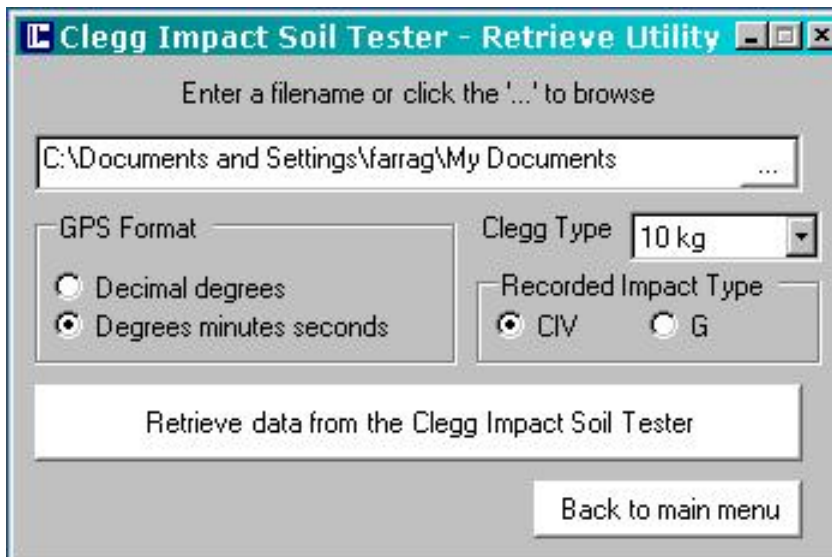 Clegg Impact Soil Tester - Retrieve Utility
Enter a filename or click the '...' to browse
C:\Documents and Settings\farrag\My Documents ...
GPS Format
Clegg Type 10 kg
Decimal degrees
Recorded Impact Type
Degrees minutes seconds
CIV G
Retrieve data from the Clegg Impact Soil Tester
Back to main menu